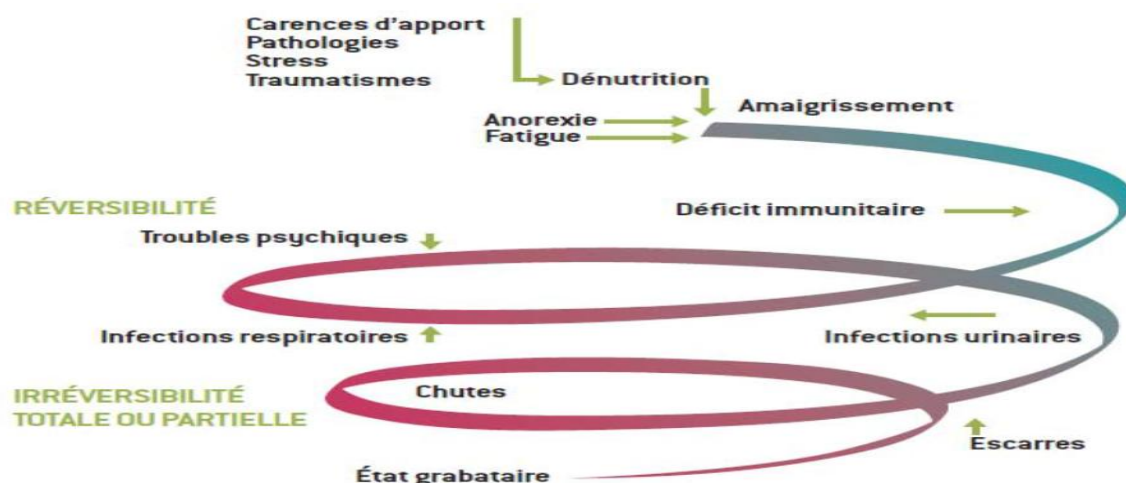 Carences d'apport
Pathologies
Stress
Traumatismes
Dénutrition
Amaigrissement
Anorexie
Fatigue
RÉVERSIBILITÉ
Déficit immunitaire
Troubles psychiques
Infections respiratoires
Infections urinaires
IRRÉVERSIBILITÉ
TOTALE OU PARTIELLE
Chutes
Escarres
État grabataire